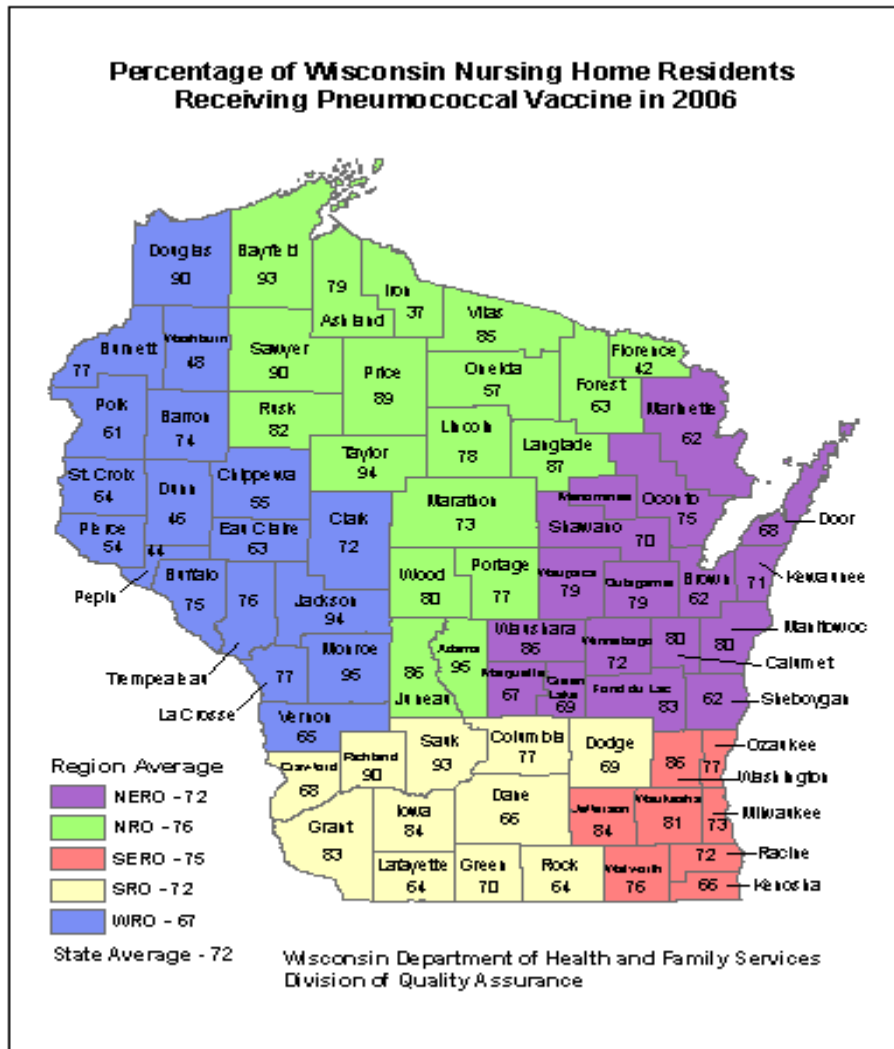 Percentage of Wisconsin Nursing Home Residents
Receiving Pneumococcal Vaccine in 2006
Douglas
90
Bayfield
93
79
Ashland
Iron
37
Vilas
85
Burnett
77
Washburn
48
Sawyer
90
Price
89
Oneida
57
Forest
63
Florence
42
Marinette
62
Polk
61
Barron
74
Rusk
82
Taylor
94
Lincoln
78
Langlade
87
St. Croix
64
Dunn
46
Chippewa
55
Marathon
73
Menominee
Oconto
75
Shawano
70
Door
68
Pierce
54
44
Pepin
Eau Claire
63
Clark
72
Buffalo
75
76
Trempealeau
Jackson
94
Wood
80
Portage
77
Waupaca
79
Outagamie
79
Brown
62
71
Kewaunee
Monroe
95
77
La Crosse
86
Juneau
Adams
95
Waushara
86
Winnebago
72
80
Calumet
80
Manitowoc
Marquette
67
Green
Lake
69
Fond du Lac
83
62
Sheboygan
Vernon
65
Crawford
68
Richland
90
Sauk
93
Columbia
77
Dodge
69
86
Washington
77
Ozaukee
Grant
83
Iowa
84
Dane
66
Jefferson
84
Waukesha
81
73
Milwaukee
Lafayette
64
Green
70
Rock
64
Walworth
76
72
Racine
66
Kenosha
Region Average
NERO - 72
NRO - 76
SERO - 75
SRO - 72
WRO - 67
State Average - 72
Wisconsin Department of Health and Family Services
Division of Quality Assurance